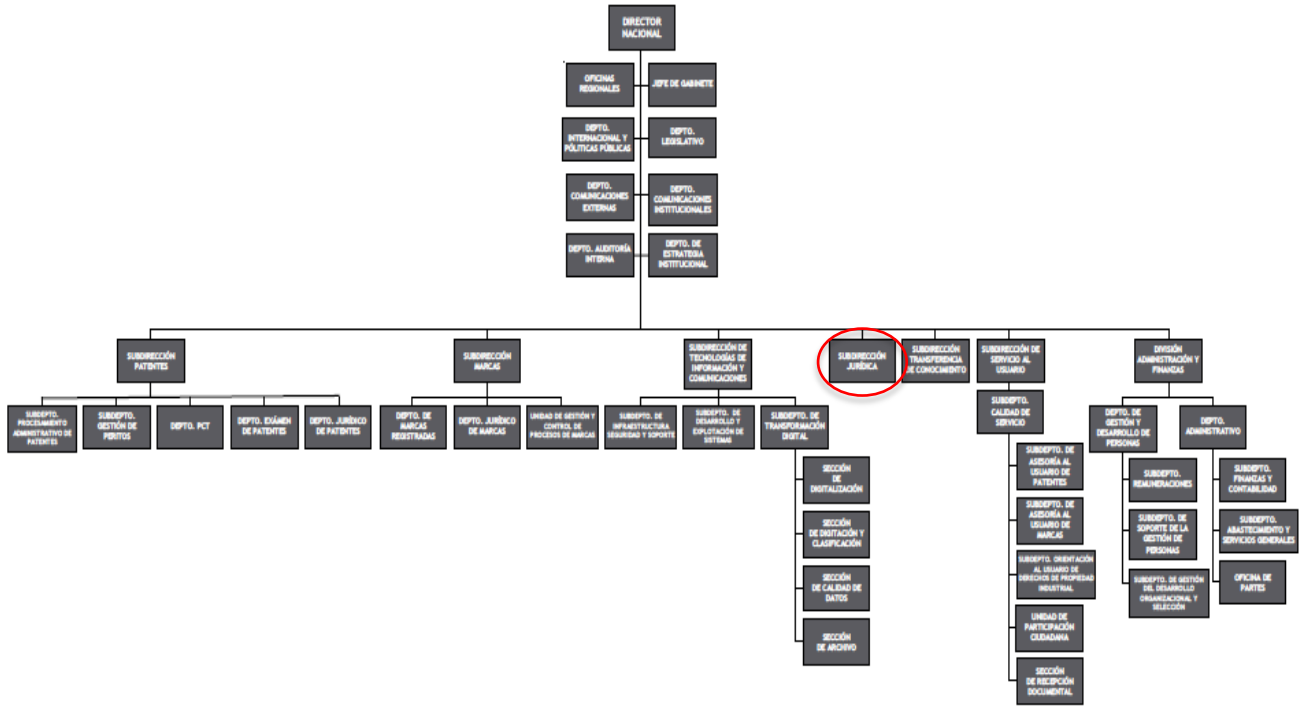 DIRECTOR
NACIONAL
OFICINAS
REGIONALES
JEFE DE GABINETE
DEPTO.
INTERNACIONAL Y
PÓLITICAS PÚBLICAS
DEPTO.
LEGISLATIVO
DEPTO.
COMUNICACIONES
EXTERNAS
DEPTO.
COMUNICACIONES
INSTITUCIONALES
DEPTO. AUDITORÍA
INTERNA
DEPTO. DE
ESTRATEGIA
INSTITUCIONAL
SUBDIRECCIÓN
PATENTES
SUBDIRECCIÓN
MARCAS
SUBDIRECCIÓN DE
TECNOLOGÍAS DE
INFORMACIÓN Y
COMUNICACIONES
SUBDIRECCIÓN
JURÍDICA
SUBDIRECCIÓN
TRANSFERENCIA
DE CONOCIMIENTO
SUBDIRECCIÓN DE
SERVICIO AL
USUARIO
DIVISIÓN
ADMINISTRACIÓN Y
FINANZAS
SUBDEPTO.
PROCESAMIENTO
ADMINISTRATIVO DE
PATENTES
SUBDEPTO.
GESTIÓN DE
PERITOS
DEPTO. PCT
DEPTO. EXÁMEN
DE PATENTES
DEPTO. JURÍDICO
DE PATENTES
DEPTO. DE
MARCAS
REGISTRADAS
DEPTO. JURÍDICO
DE MARCAS
UNIDAD DE GESTIÓN Y
CONTROL DE
PROCESOS DE MARCAS
SUBDEPTO. DE
INFRAESTRUCTURA
SEGURIDAD Y SOPORTE
SUBDEPTO. DE
DESARROLLO Y
EXPLOTACIÓN DE
SISTEMAS
SUBDEPTO. DE
TRANSFORMACIÓN
DIGITAL
SECCIÓN
DE
DIGITALIZACIÓN
SECCIÓN
DE DIGITACIÓN Y
CLASIFICACIÓN
SECCIÓN
DE CALIDAD DE
DATOS
SECCIÓN
DE ARCHIVO
SUBDEPTO.
CALIDAD DE
SERVICIO
SUBDEPTO. DE
ASESORÍA AL
USUARIO DE
PATENTES
SUBDEPTO. DE
ASESORÍA AL
USUARIO DE
MARCAS
SUBDEPTO. ORIENTACIÓN
AL USUARIO DE
DERECHOS DE PROPIEDAD
INDUSTRIAL
UNIDAD DE
PARTICIPACIÓN
CIUDADANA
SECCIÓN
DE RECEPCIÓN
DOCUMENTAL
DEPTO. DE
GESTIÓN Y
DESARROLLO DE
PERSONAS
SUBDEPTO.
REMUNERACIONES
SUBDEPTO. DE
SOPORTE DE LA
GESTIÓN DE
PERSONAS
SUBDEPTO. DE GESTIÓN
DEL DESARROLLO
ORGANIZACIONAL Y
SELECCIÓN
DEPTO.
ADMINISTRATIVO
SUBDEPTO.
FINANZAS Y
CONTABILIDAD
SUBDEPTO.
ABASTECIMIENTO Y
SERVICIOS GENERALES
OFICINA DE
PARTES